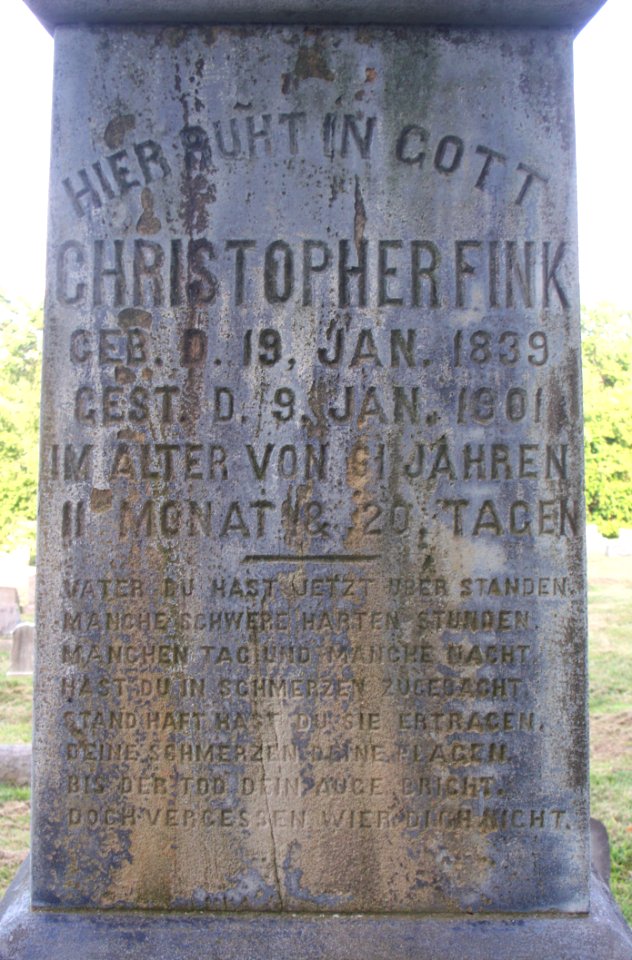 HIER RUHT IN GOTT
CHRISTOPHER FINK
GEB. D. 19, JAN. 1839
GEST. D. 9, JAN. 1901
IM ALTER VON 61 JAHREN
11 MONAT & 20, TAGEN
VATER DU HAST JETZT ÜBER STANDEN.
MANCHE SCHWERE HARTEN STUNDEN.
MANCHEN TAG UND MANCHE NACHT
HAST DU IN SCHMERZEN ZUGEBACHT.
STANDHAFT HAST DU SIE ERTRAGEN,
DEINE SCHMERZEN DEINE PLAGEN.
BIS DER TOD DEIN AUGE BRICHT.
DOCH VERGESSEN WIER DICH NICHT.